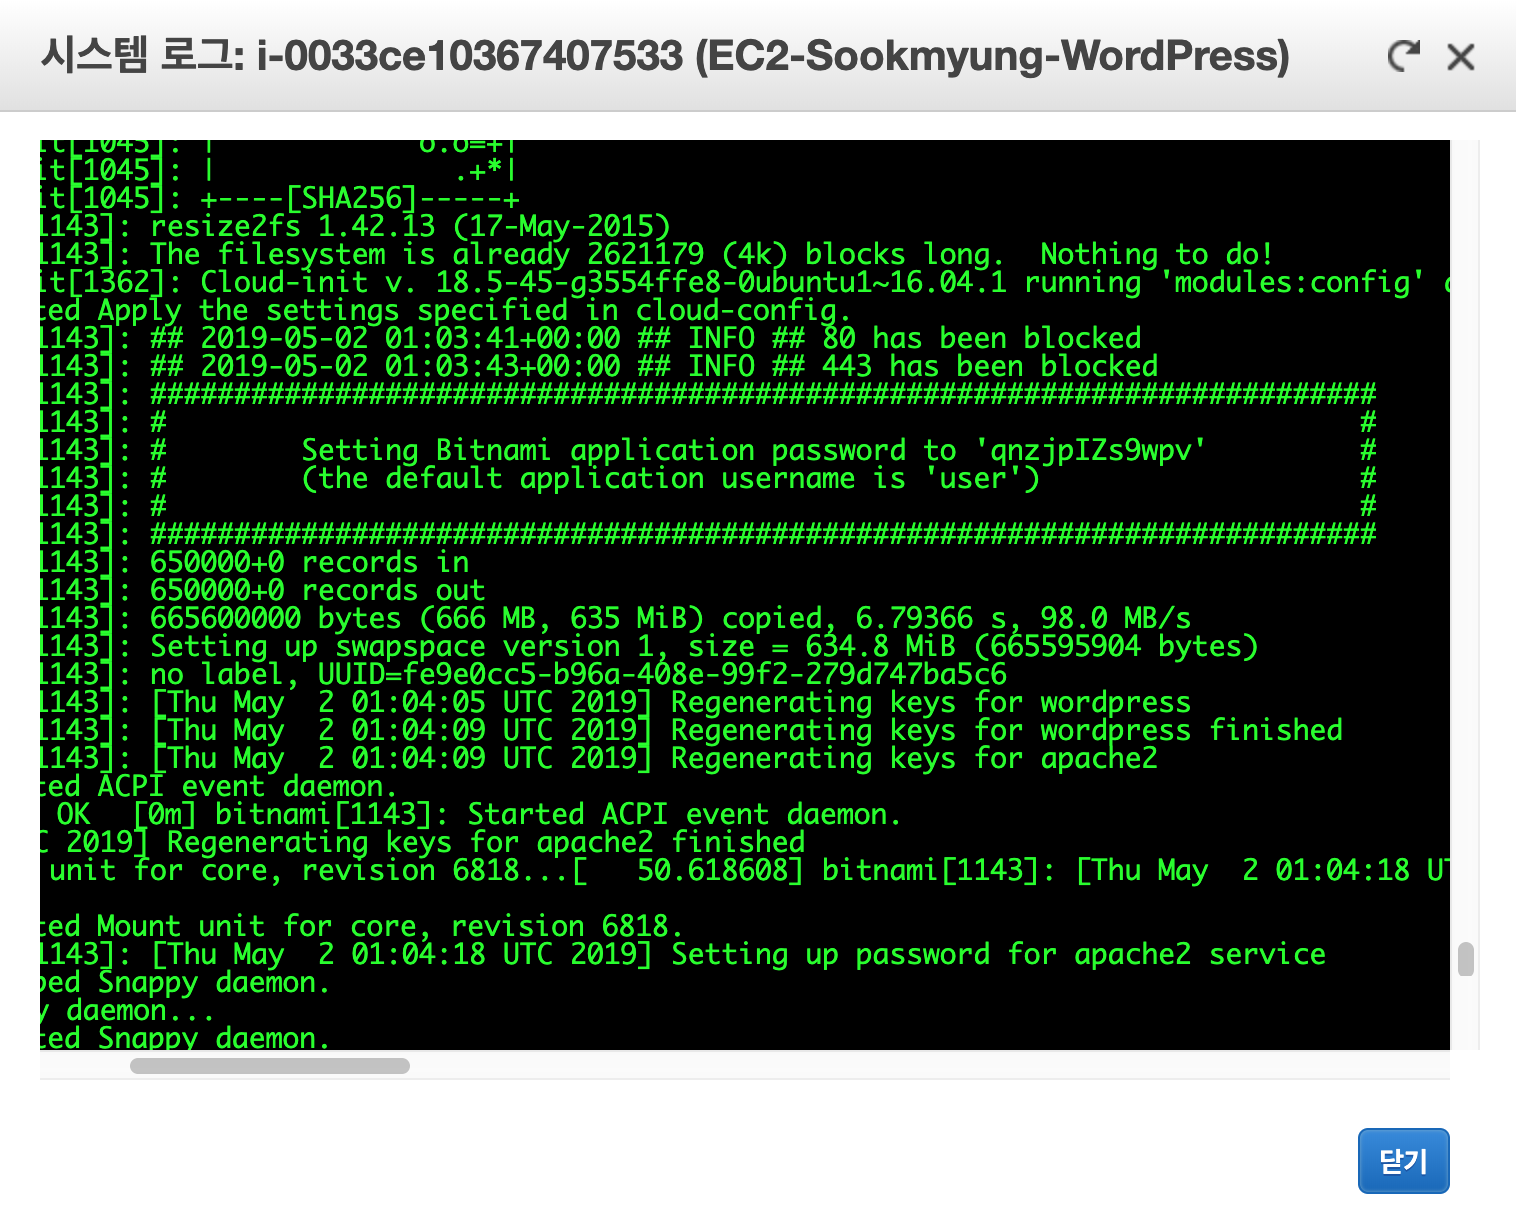 시스템 로그: i-0033ce10367407533 (EC2-Sookmyung-WordPress)
it[1045]: |            o.o=+|
it[1045]: |              .+*|
it[1045]: +----[SHA256]-----+
1143]: resize2fs 1.42.13 (17-May-2015)
1143]: The filesystem is already 2621179 (4k) blocks long.  Nothing to do!
it[1362]: Cloud-init v. 18.5-45-g3554ffe8-0ubuntu1~16.04.1 running 'modules:config'
ted Apply the settings specified in cloud-config.
1143]: ## 2019-05-02 01:03:41+00:00 ## INFO ## 80 has been blocked
1143]: ## 2019-05-02 01:03:43+00:00 ## INFO ## 443 has been blocked
1143]: #########################################################################
1143]: #                                                                       #
1143]: #        Setting Bitnami application password to 'qnzjpIZs9wpv'         #
1143]: #        (the default application username is 'user')                   #
1143]: #                                                                       #
1143]: #########################################################################
1143]: 650000+0 records in
1143]: 650000+0 records out
1143]: 665600000 bytes (666 MB, 635 MiB) copied, 6.79366 s, 98.0 MB/s
1143]: Setting up swapspace version 1, size = 634.8 MiB (665595904 bytes)
1143]: no label, UUID=fe9e0cc5-b96a-408e-99f2-279d747ba5c6
1143]: [Thu May  2 01:04:05 UTC 2019] Regenerating keys for wordpress
1143]: [Thu May  2 01:04:09 UTC 2019] Regenerating keys for wordpress finished
1143]: [Thu May  2 01:04:09 UTC 2019] Regenerating keys for apache2
ted ACPI event daemon.
OK   [0m] bitnami[1143]: Started ACPI event daemon.
C 2019] Regenerating keys for apache2 finished
unit for core, revision 6818...[   50.618608] bitnami[1143]: [Thu May  2 01:04:18 UT
ted Mount unit for core, revision 6818.
1143]: [Thu May  2 01:04:18 UTC 2019] Setting up password for apache2 service
ped Snappy daemon.
y daemon...
ted Snappy daemon.
닫기